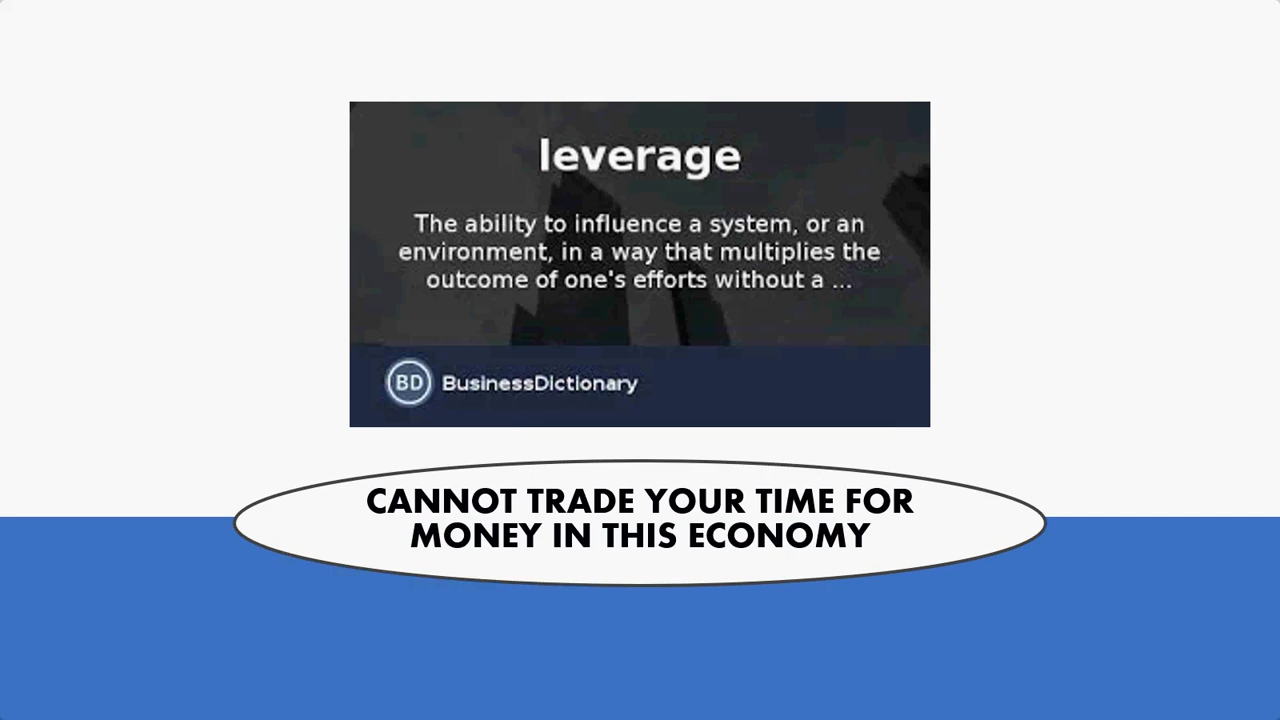 leverage
The ability to influence a system, or an
environment, in a way that multiplies the
outcome of one's efforts without a ...
BD BusinessDictionary
CANNOT TRADE YOUR TIME FOR
MONEY IN THIS ECONOMY